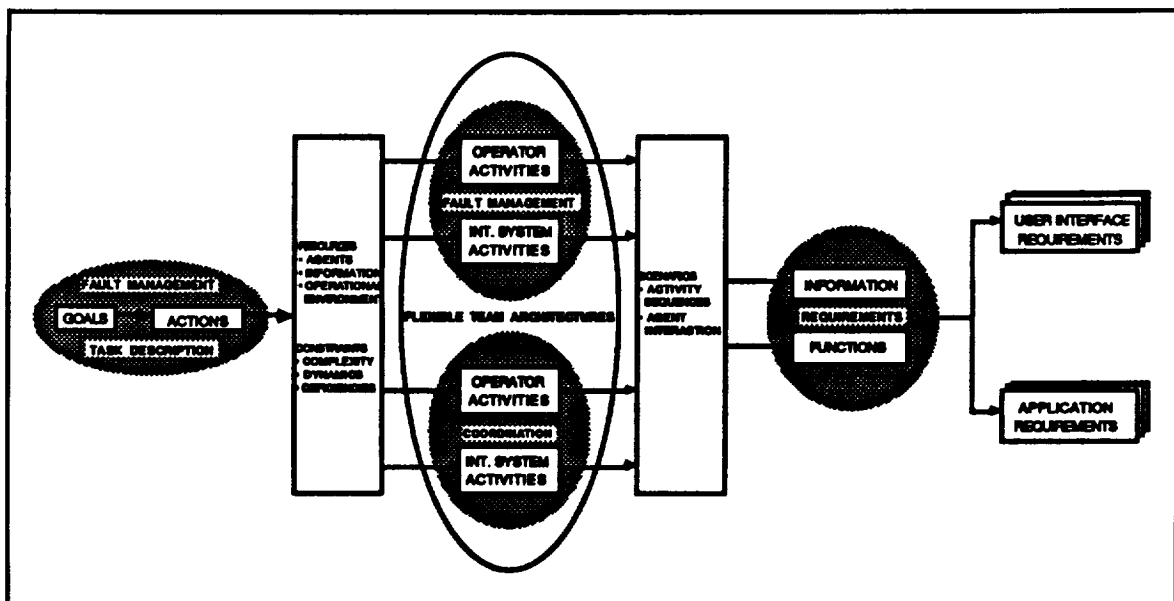 FAULT MANAGEMENT
GOALS
ACTIONS
TASK DESCRIPTION
RESOURCES
• AGENTS
• INFORMATION
• OPERATIONAL
ENVIRONMENT
CONSTRAINTS
• COMPLEXITY
• DYNAMICS
• DEFICIENCIES
OPERATOR
ACTIVITIES
FAULT MANAGEMENT
INT. SYSTEM
ACTIVITIES
FLEXIBLE TEAM ARCHITECTURES
OPERATOR
ACTIVITIES
COORDINATION
INT. SYSTEM
ACTIVITIES
SCENARIOS
• ACTIVITY
SEQUENCES
• AGENT
INTERACTION
INFORMATION
REQUIREMENTS
FUNCTIONS
USER INTERFACE
REQUIREMENTS
APPLICATION
REQUIREMENTS